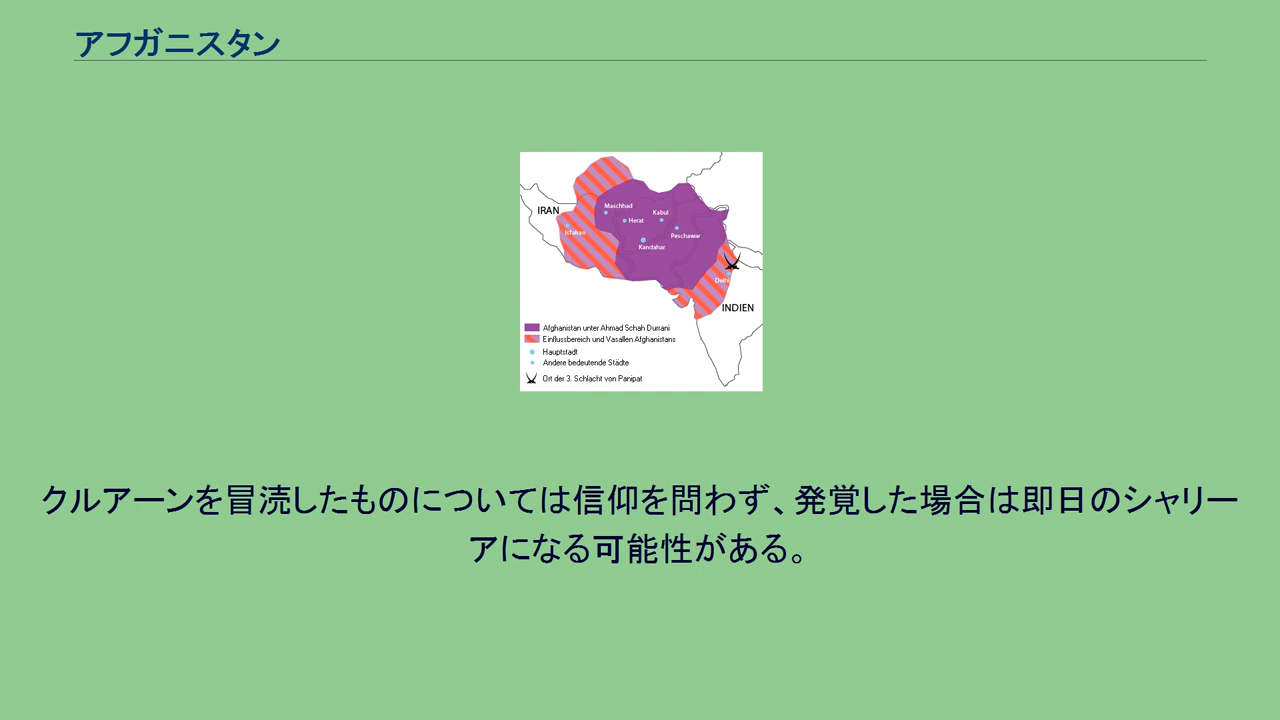 アフガニスタン
IRAN
Maschhad
Herat
Kabul
Isfahan
Peschawar
Kandahar
Delhi
INDIEN
Afghanistan unter Ahmad Schah Durrani
Einflussbereich und Vasallen Afghanistans
Hauptstadt
Andere bedeutende Städte
Ort der 3. Schlacht von Panipat
クルアーンを冒涜したものについては信仰を問わず、発覚した場合は即日のシャリー
アになる可能性がある。